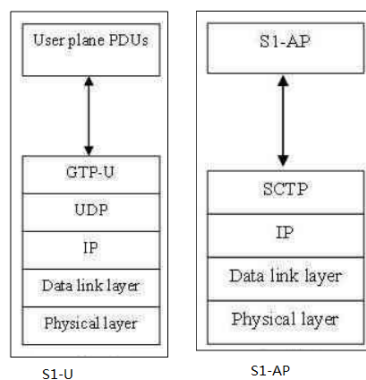 User plane PDUs
GTP-U
UDP
IP
Data link layer
Physical layer
S1-U
S1-AP
SCTP
IP
Data link layer
Physical layer
S1-AP